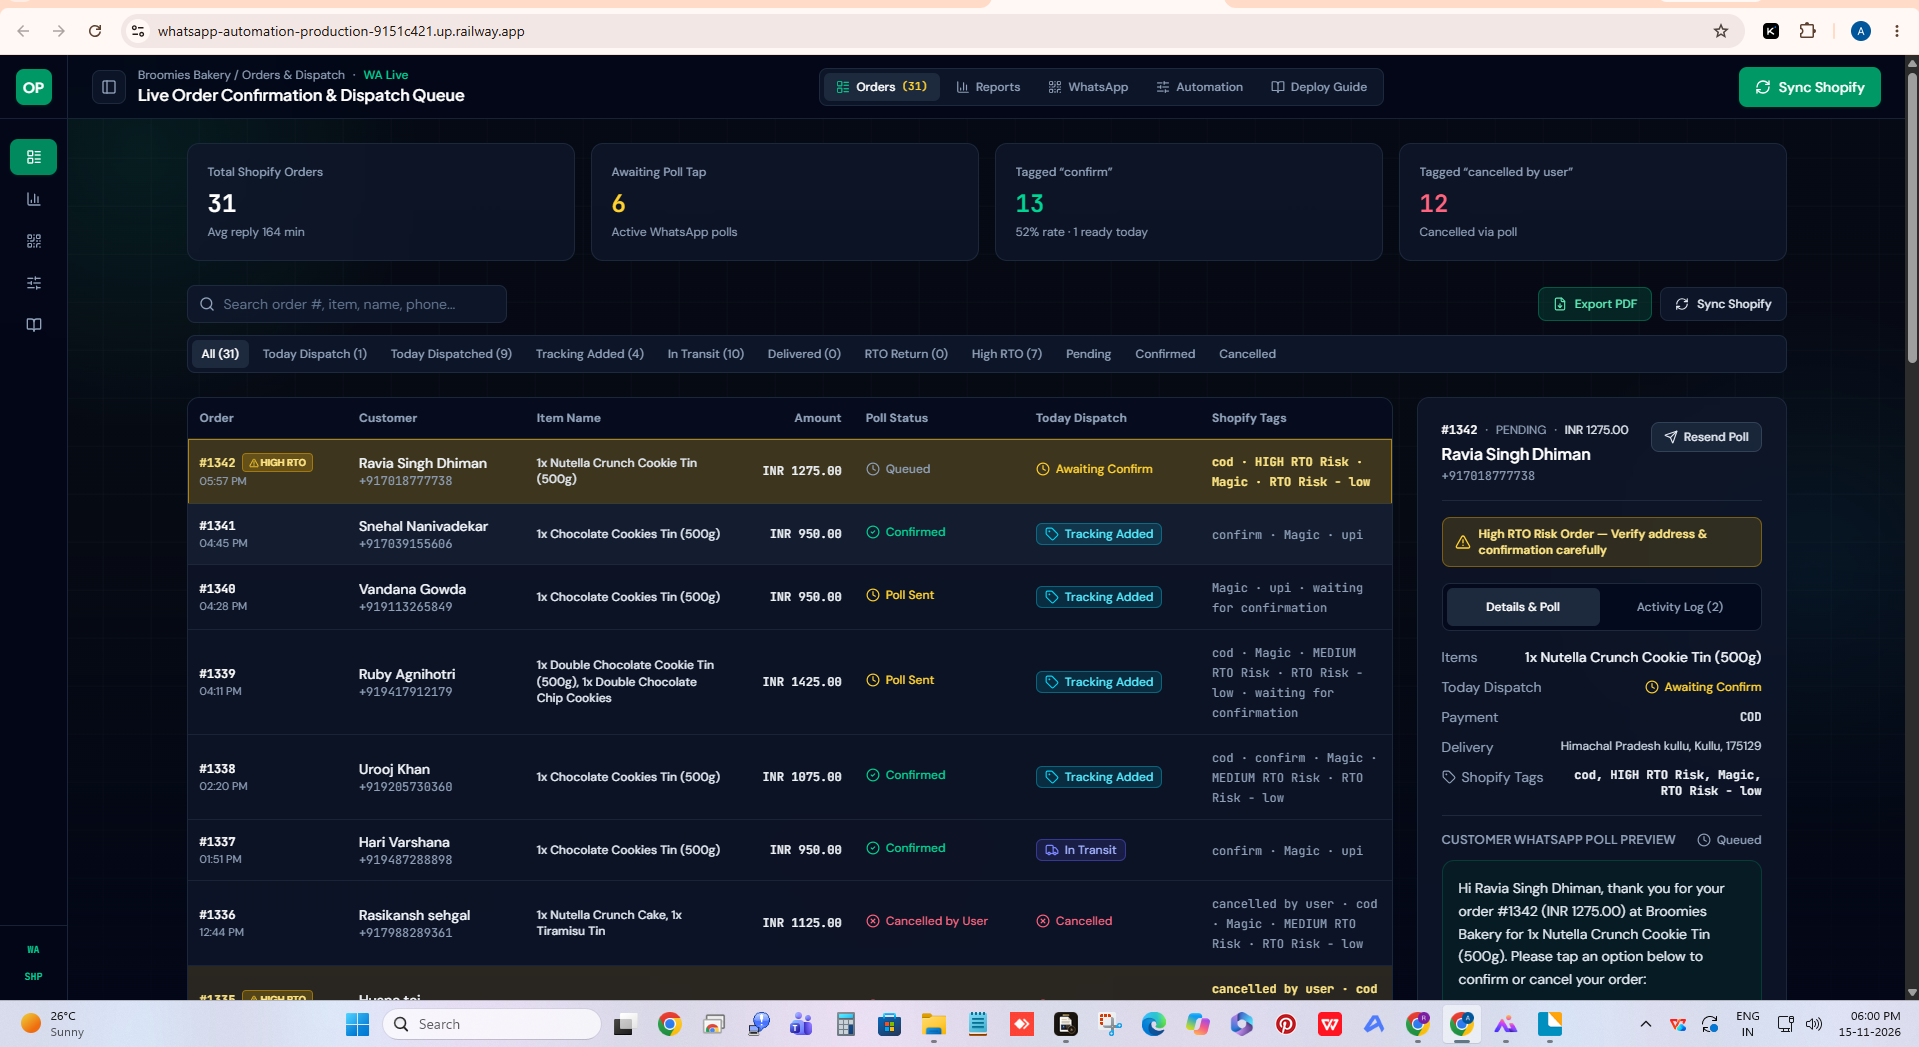 whatsapp-automation-production-9151c421.up.railway.app
K
A
OP
Broomies Bakery / Orders & Dispatch · WA Live
Live Order Confirmation & Dispatch Queue
Orders (31)
Reports
WhatsApp
Automation
Deploy Guide
Sync Shopify
Total Shopify Orders
31
Avg reply 164 min
Awaiting Poll Tap
6
Active WhatsApp polls
Tagged “confirm”
13
52% rate · 1 ready today
Tagged “cancelled by user”
12
Cancelled via poll
Search order #, item, name, phone...
Export PDF
Sync Shopify
All (31) Today Dispatch (1) Today Dispatched (9) Tracking Added (4) In Transit (10) Delivered (0) RTO Return (0) High RTO (7) Pending Confirmed Cancelled
Order Customer Item Name Amount Poll Status Today Dispatch Shopify Tags
#1342 HIGH RTO
05:57 PM
Ravia Singh Dhiman
+917018777738
1x Nutella Crunch Cookie Tin
(500g)
INR 1275.00
Queued
Awaiting Confirm
cod · HIGH RTO Risk ·
Magic · RTO Risk - low
#1341
04:45 PM
Snehal Nanivadekar
+917039155606
1x Chocolate Cookies Tin (500g)
INR 950.00
Confirmed
Tracking Added
confirm · Magic · upi
#1340
04:28 PM
Vandana Gowda
+919113265849
1x Chocolate Cookies Tin (500g)
INR 950.00
Poll Sent
Tracking Added
Magic · upi · waiting
for confirmation
#1339
04:11 PM
Ruby Agnihotri
+919417912179
1x Double Chocolate Cookie Tin
(500g), 1x Double Chocolate
Chip Cookies
INR 1425.00
Poll Sent
Tracking Added
cod · Magic · MEDIUM
RTO Risk · RTO Risk -
low · waiting for
confirmation
#1338
02:20 PM
Urooj Khan
+919205730360
1x Chocolate Cookies Tin (500g)
INR 1075.00
Confirmed
Tracking Added
cod · confirm · Magic ·
MEDIUM RTO Risk · RTO
Risk - low
#1337
01:51 PM
Hari Varshana
+919487288898
1x Chocolate Cookies Tin (500g)
INR 950.00
Confirmed
In Transit
confirm · Magic · upi
#1336
12:44 PM
Rasikansh sehgal
+917988289361
1x Nutella Crunch Cake, 1x
Tiramisu Tin
INR 1125.00
Cancelled by User
Cancelled
cancelled by user · cod
· Magic · MEDIUM RTO
Risk · RTO Risk - low
#1335 HIGH RTO
cancelled by user · cod
#1342 · PENDING · INR 1275.00
Ravia Singh Dhiman
+917018777738
Resend Poll
High RTO Risk Order — Verify address &
confirmation carefully
Details & Poll
Activity Log (2)
Items 1x Nutella Crunch Cookie Tin (500g)
Today Dispatch Awaiting Confirm
Payment COD
Delivery Himachal Pradesh kullu, Kullu, 175129
Shopify Tags cod, HIGH RTO Risk, Magic,
RTO Risk - low
CUSTOMER WHATSAPP POLL PREVIEW Queued
Hi Ravia Singh Dhiman, thank you for your
order #1342 (INR 1275.00) at Broomies
Bakery for 1x Nutella Crunch Cookie Tin
(500g). Please tap an option below to
confirm or cancel your order:
WA
SHP
26°C
Sunny
Search
ENG
IN
06:00 PM
15-11-2026